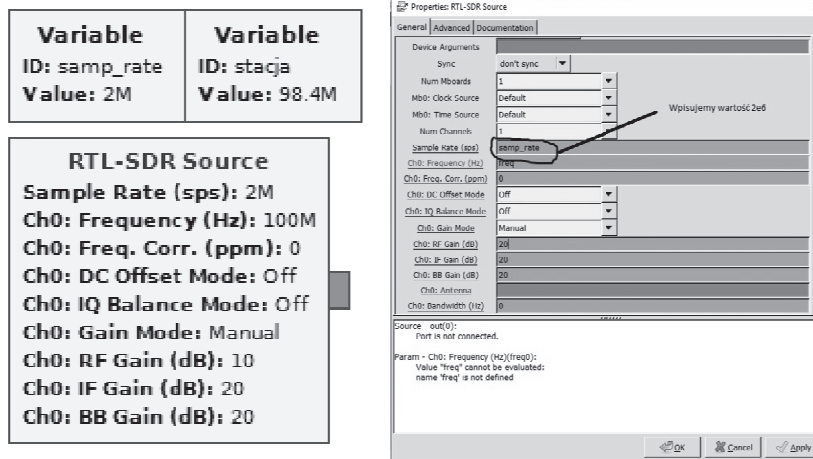 Variable
ID: samp_rate
Value: 2M
Variable
ID: stacja
Value: 98.4M
RTL-SDR Source
Sample Rate (sps): 2M
Ch0: Frequency (Hz): 100M
Ch0: Freq. Corr. (ppm): 0
Ch0: DC Offset Mode: Off
Ch0: IQ Balance Mode: Off
Ch0: Gain Mode: Manual
Ch0: RF Gain (dB): 10
Ch0: IF Gain (dB): 20
Ch0: BB Gain (dB): 20
Properties: RTL-SDR Source
General Advanced Documentation
Device Arguments
Sync don't sync
Num Mboards 1
Mb0: Clock Source Default
Mb0: Time Source Default
Num Channels 1
Sample Rate (sps) samp_rate
Ch0: Frequency (Hz) freq
Ch0: Freq. Corr. (ppm) 0
Ch0: DC Offset Mode Off
Ch0: IQ Balance Mode Off
Ch0: Gain Mode Manual
Ch0: RF Gain (dB) 20
Ch0: IF Gain (dB) 20
Ch0: BB Gain (dB) 20
Ch0: Antenna
Ch0: Bandwidth (Hz) 0
Wpisujemy wartość 2e6
Source out(0):
Port is not connected.
Param - Ch0: Frequency (Hz)(freq0):
Value "freq" cannot be evaluated:
name 'freq' is not defined
OK Cancel Apply